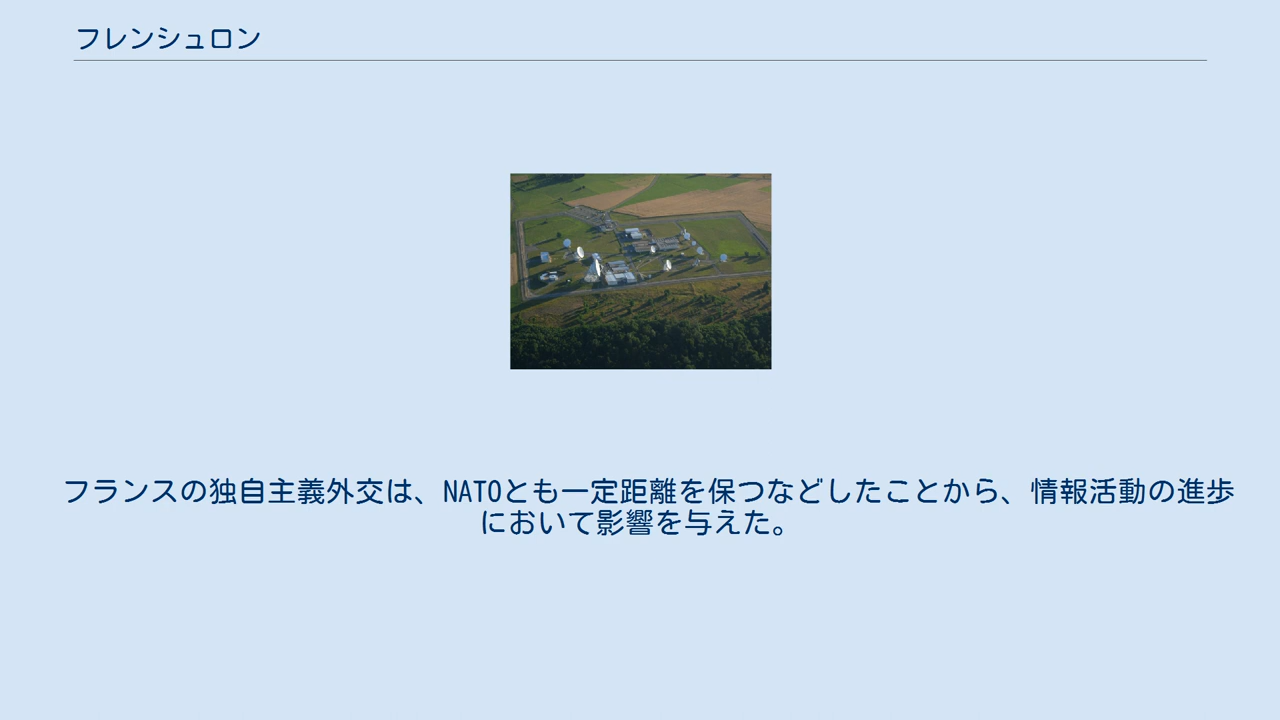 フレンシュロン
フランスの独自主義外交は、NATOとも一定距離を保つなどしたことから、情報活動の進歩
において影響を与えた。